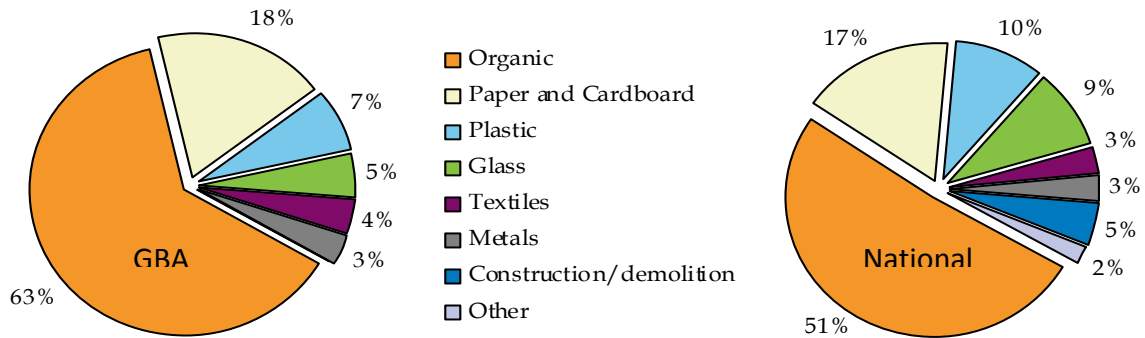 18%
7%
5%
4%
3%
63%
GBA
Organic
Paper and Cardboard
Plastic
Glass
Textiles
Metals
Construction/demolition
Other
17%
10%
9%
3%
3%
5%
2%
51%
National